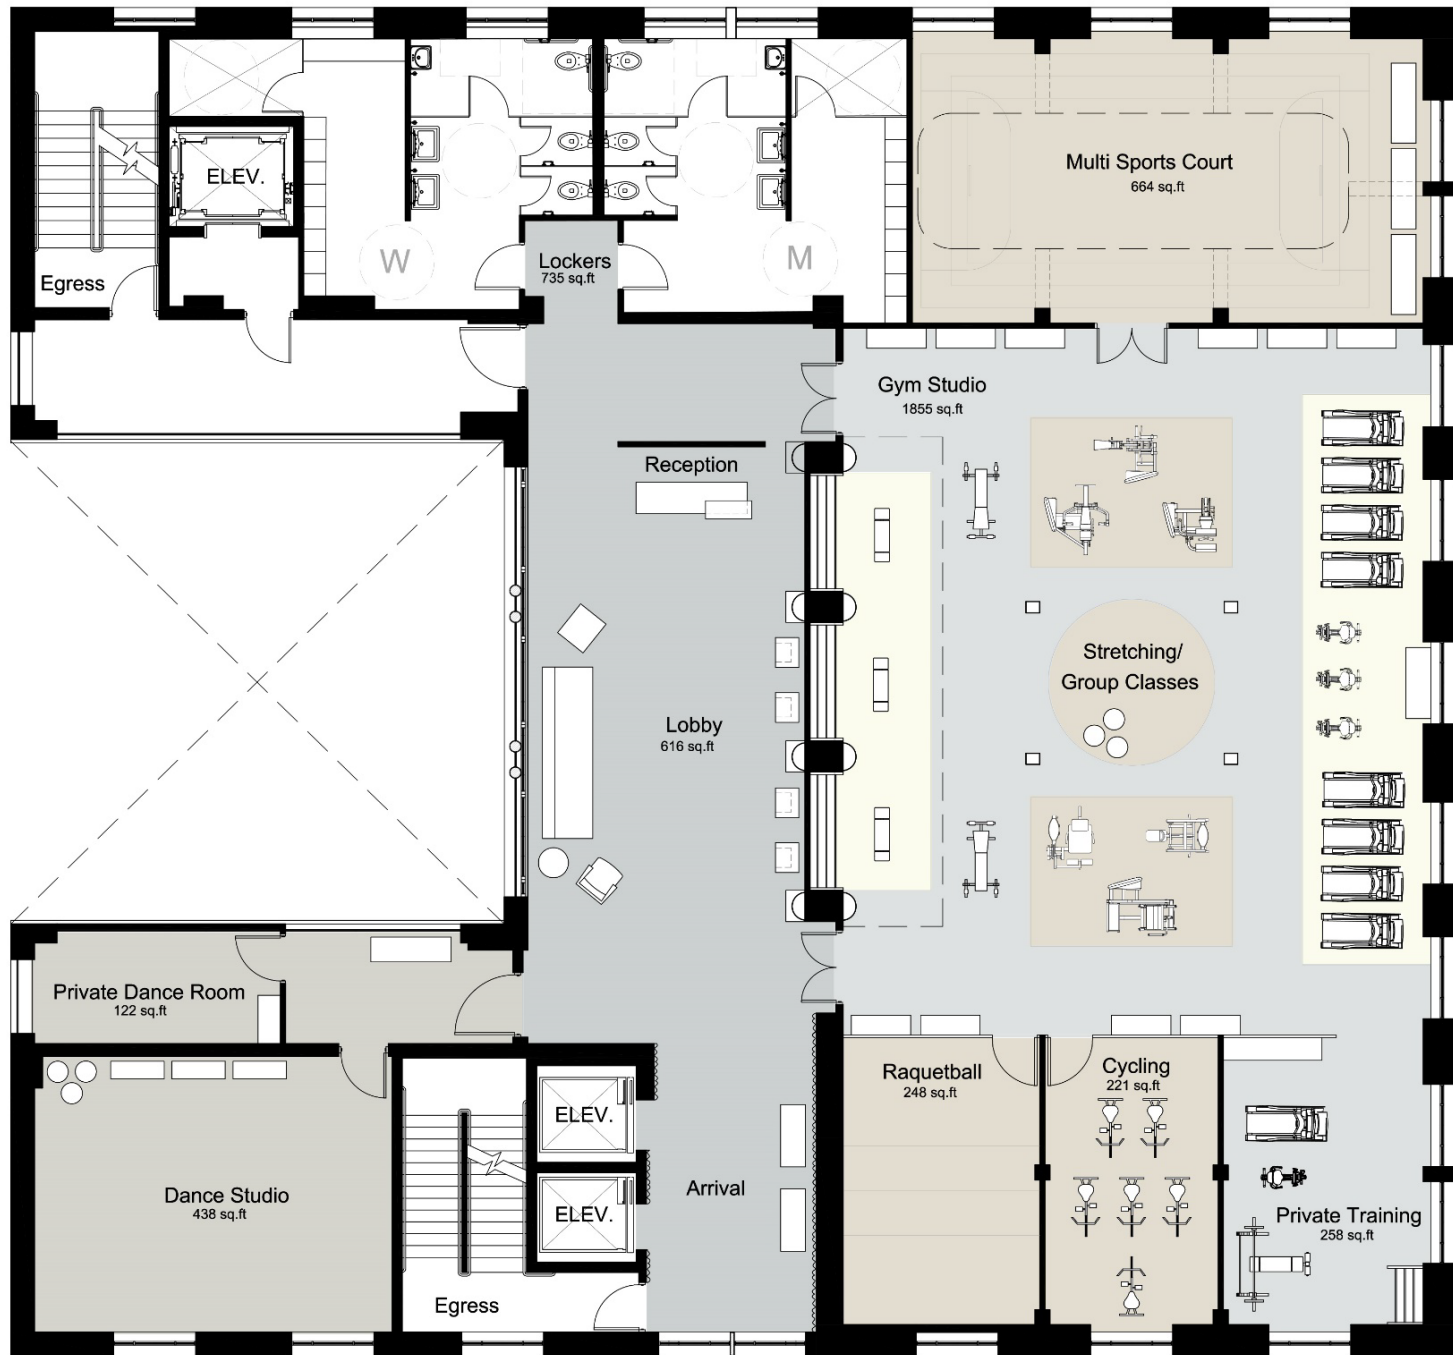 ELEV.
Egress
W
Lockers
735 sq.ft
M
Multi Sports Court
664 sq.ft
Gym Studio
1855 sq.ft
Reception
Stretching/
Group Classes
Lobby
616 sq.ft
Private Dance Room
122 sq.ft
Raquetball
248 sq.ft
Cycling
221 sq.ft
ELEV.
ELEV.
Dance Studio
438 sq.ft
Arrival
Private Training
258 sq.ft
Egress